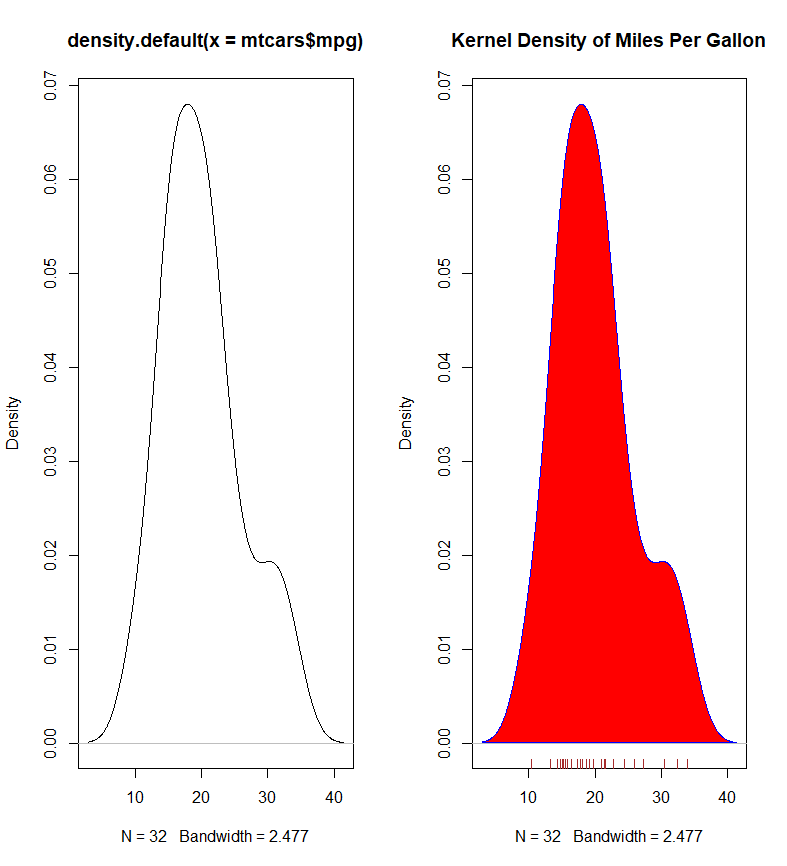 density.default(x = mtcars$mpg)
Density
0.07
0.06
0.05
0.04
0.03
0.02
0.01
0.00
10 20 30 40
N = 32 Bandwidth = 2.477
Kernel Density of Miles Per Gallon
Density
0.07
0.06
0.05
0.04
0.03
0.02
0.01
0.00
10 20 30 40
N = 32 Bandwidth = 2.477